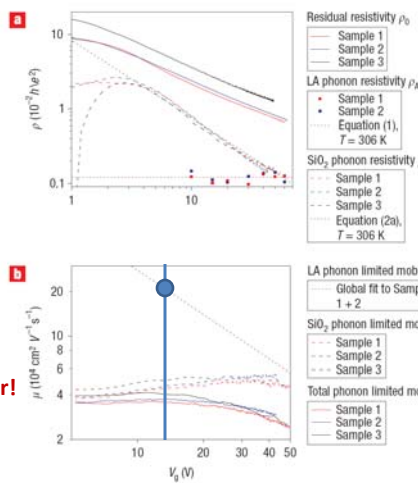 a
Residual resistivity ρ0
Sample 1
Sample 2
Sample 3
LA phonon resistivity ρ
Sample 1
Sample 2
Equation (1),
T = 306 K
SiO2 phonon resistivity
Sample 1
Sample 2
Sample 3
Equation (2a),
T = 306 K
10
1
0.1
ρ (10⁻² h/e²)
1
10
b
LA phonon limited mob
Global fit to Samp
1 + 2
SiO2 phonon limited mo
Sample 1
Sample 2
Sample 3
Total phonon limited mo
Sample 1
Sample 2
Sample 3
20
10
6
4
2
μ (10⁴ cm² V⁻¹ s⁻¹)
r!
10
20
30
40
50
Vg (V)